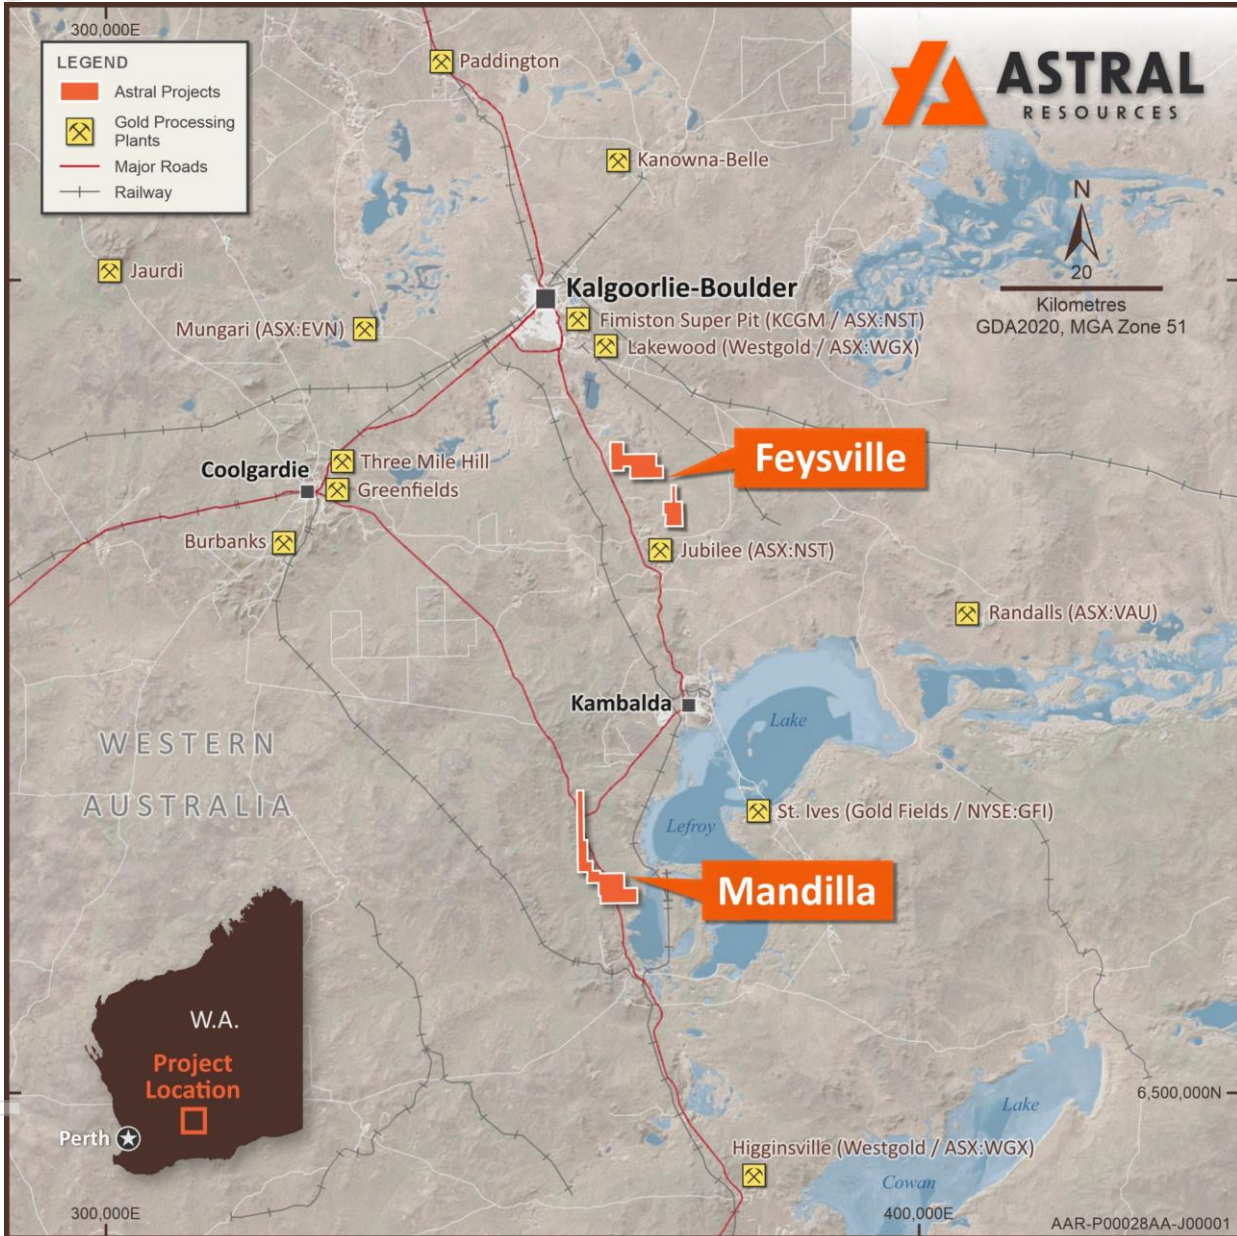 300,000E
LEGEND
Astral Projects
Gold Processing
Plants
Major Roads
Railway
ASTRAL
RESOURCES
Paddington
Kanowna-Belle
N
20
Kilometres
GDA2020, MGA Zone 51
Jaurdi
Kalgoorlie-Boulder
Mungari (ASX:EVN)
Fimiston Super Pit (KCGM / ASX:NST)
Lakewood (Westgold / ASX:WGX)
Feysville
Coolgardie
Three Mile Hill
Greenfields
Burbanks
Jubilee (ASX:NST)
Randalls (ASX:VAU)
Kambalda
Lake
WESTERN
AUSTRALIA
St. Ives (Gold Fields / NYSE:GFI)
Lefroy
Mandilla
W.A.
Project
Location
Perth
6,500,000N
Lake
Higginsville (Westgold / ASX:WGX)
Cowan
300,000E
400,000E
AAR-P00028AA-J00001